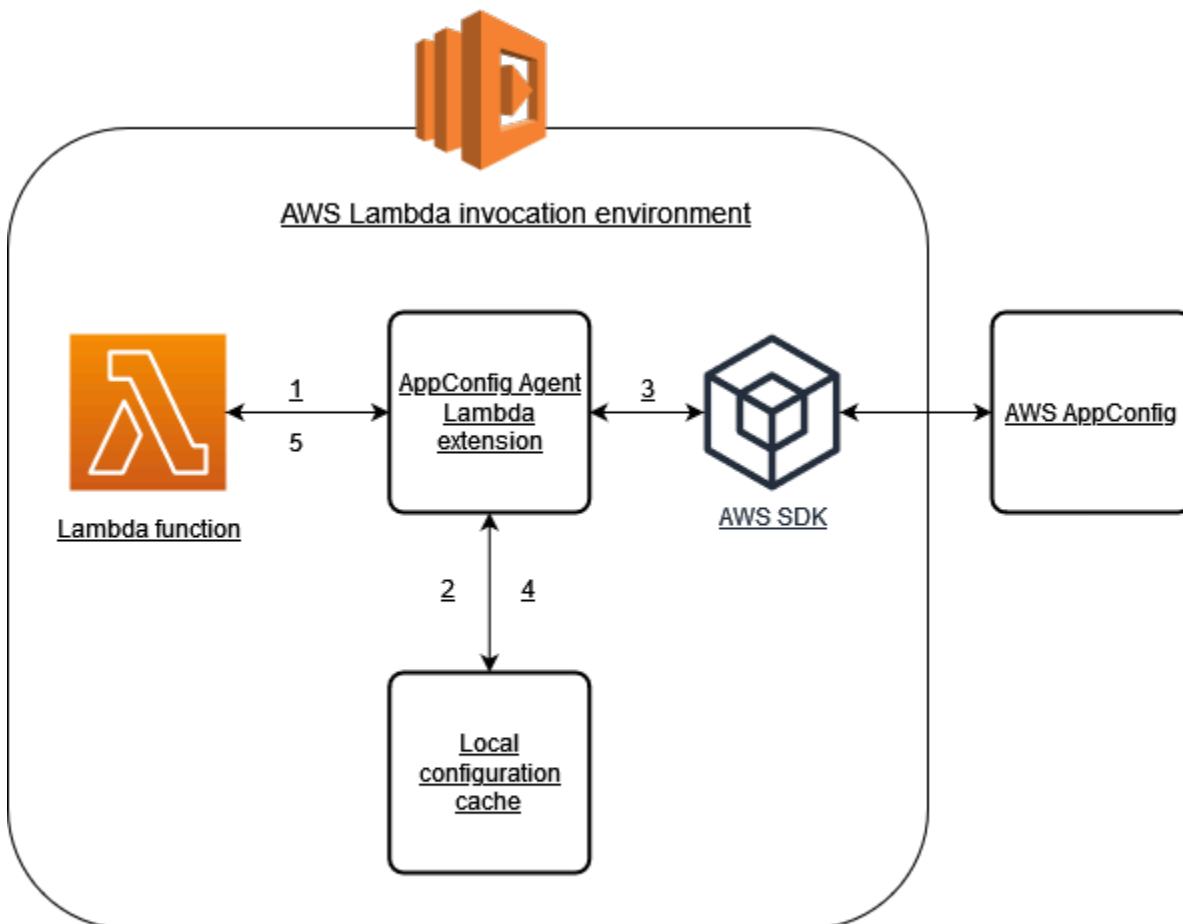 AWS Lambda invocation environment
1
5
AppConfig Agent
Lambda
extension
3
AWS AppConfig
Lambda function
AWS SDK
2
4
Local
configuration
cache